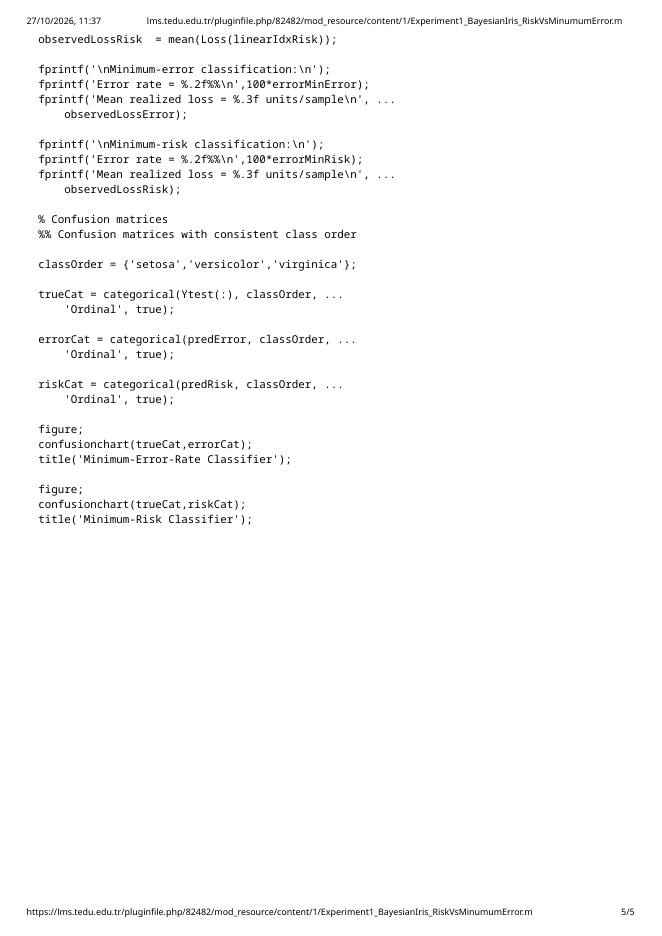 27/10/2026, 11:37 lms.tedu.edu.tr/pluginfile.php/82482/mod_resource/content/1/Experiment1_BayesianIris_RiskVsMinumumError.m
observedLossRisk  = mean(Loss(linearIdxRisk));
fprintf('\nMinimum-error classification:\n');
fprintf('Error rate = %.2f%%\n',100*errorMinError);
fprintf('Mean realized loss = %.3f units/sample\n', ...
    observedLossError);
fprintf('\nMinimum-risk classification:\n');
fprintf('Error rate = %.2f%%\n',100*errorMinRisk);
fprintf('Mean realized loss = %.3f units/sample\n', ...
    observedLossRisk);
% Confusion matrices
%% Confusion matrices with consistent class order
classOrder = {'setosa','versicolor','virginica'};
trueCat = categorical(Ytest(:), classOrder, ...
    'Ordinal', true);
errorCat = categorical(predError, classOrder, ...
    'Ordinal', true);
riskCat = categorical(predRisk, classOrder, ...
    'Ordinal', true);
figure;
confusionchart(trueCat,errorCat);
title('Minimum-Error-Rate Classifier');
figure;
confusionchart(trueCat,riskCat);
title('Minimum-Risk Classifier');
https://lms.tedu.edu.tr/pluginfile.php/82482/mod_resource/content/1/Experiment1_BayesianIris_RiskVsMinumumError.m 5/5